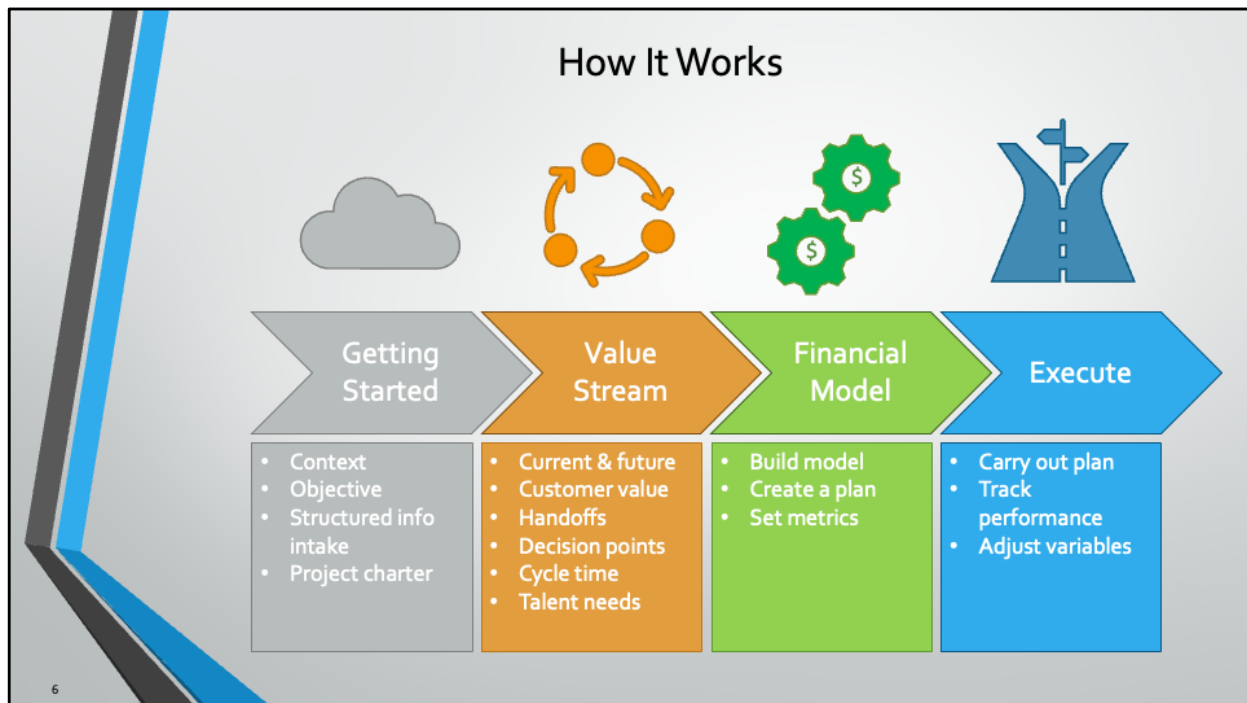 How It Works
$
$
Getting
Started
Value
Stream
Financial
Model
Execute
• Context
• Objective
• Structured info
intake
• Project charter
• Current & future
• Customer value
• Handoffs
• Decision points
• Cycle time
• Talent needs
• Build model
• Create a plan
• Set metrics
• Carry out plan
• Track
performance
• Adjust variables
6